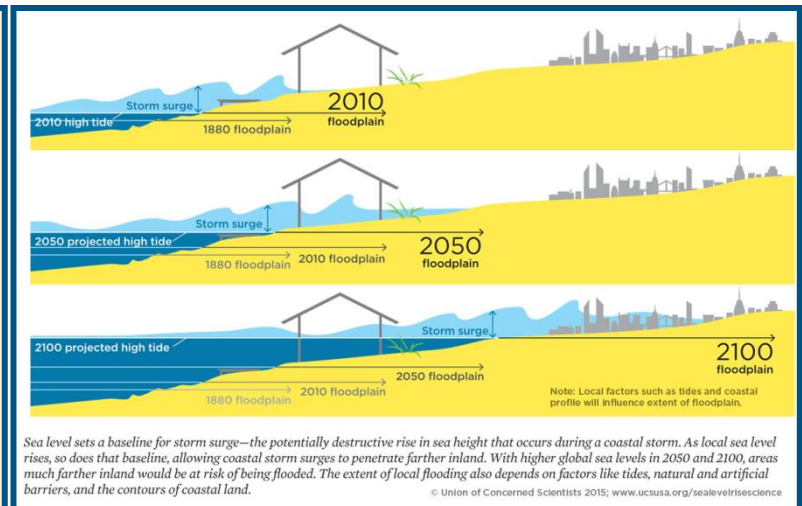 Storm surge
2010 high tide
2010
floodplain
1880 floodplain
Storm surge
2050 projected high tide
2050
floodplain
1880 floodplain
2010 floodplain
Storm surge
2100 projected high tide
2100
floodplain
2050 floodplain
2010 floodplain
1880 floodplain
Note: Local factors such as tides and coastal
profile will influence extent of floodplain.
Sea level sets a baseline for storm surge—the potentially destructive rise in sea height that occurs during a coastal storm. As local sea level
rises, so does that baseline, allowing coastal storm surges to penetrate farther inland. With higher global sea levels in 2050 and 2100, areas
much farther inland would be at risk of being flooded. The extent of local flooding also depends on factors like tides, natural and artificial
barriers, and the contours of coastal land.
© Union of Concerned Scientists 2015; www.ucsusa.org/sealevelrisescience